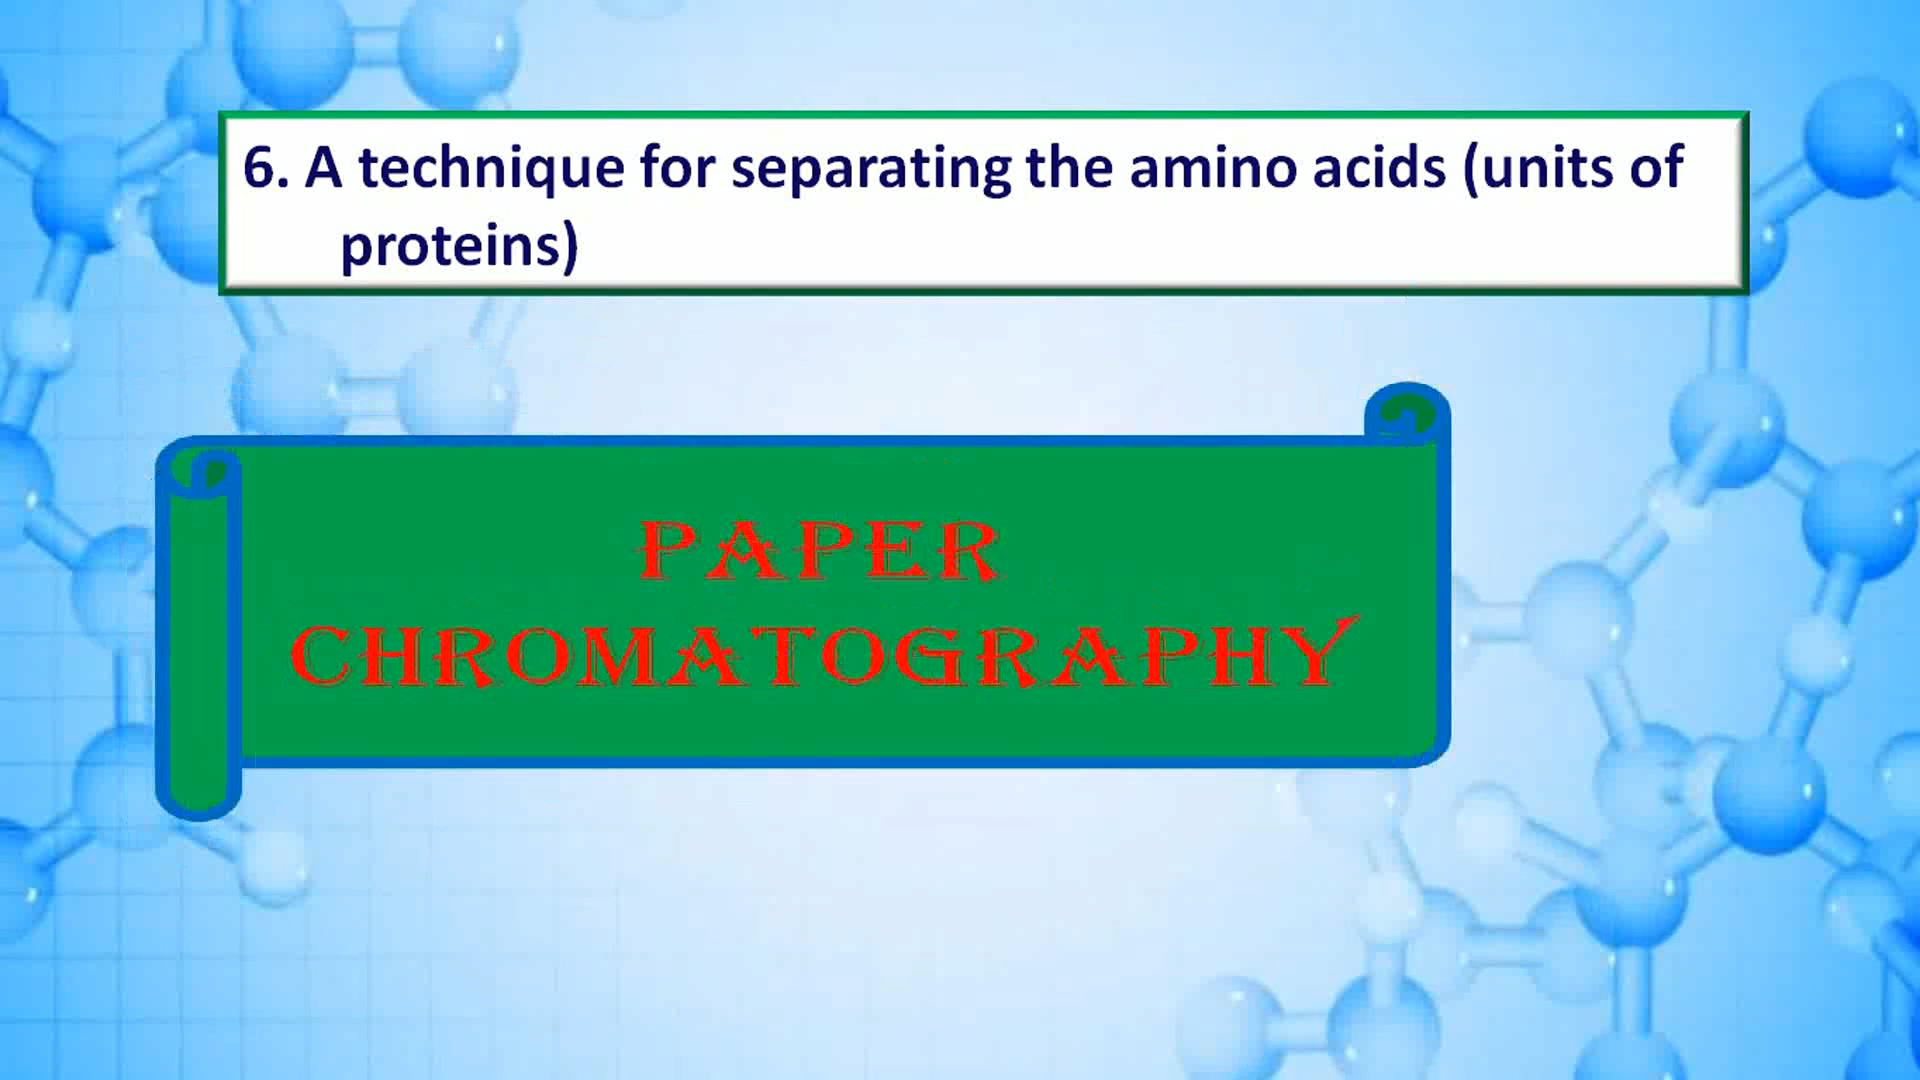 6. A technique for separating the amino acids (units of
proteins)
PAPER
CHROMATOGRAPHY